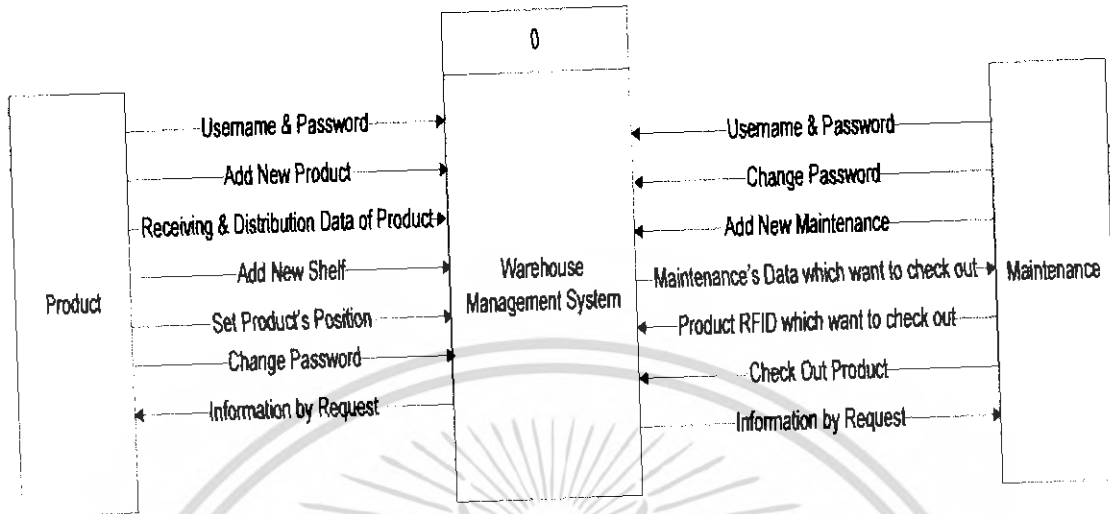 0
Product
Username & Password
Add New Product
Receiving & Distribution Data of Product
Add New Shelf
Set Product's Position
Change Password
Information by Request
Warehouse
Management System
Username & Password
Change Password
Add New Maintenance
Maintenance's Data which want to check out
Product RFID which want to check out
Check Out Product
Information by Request
Maintenance